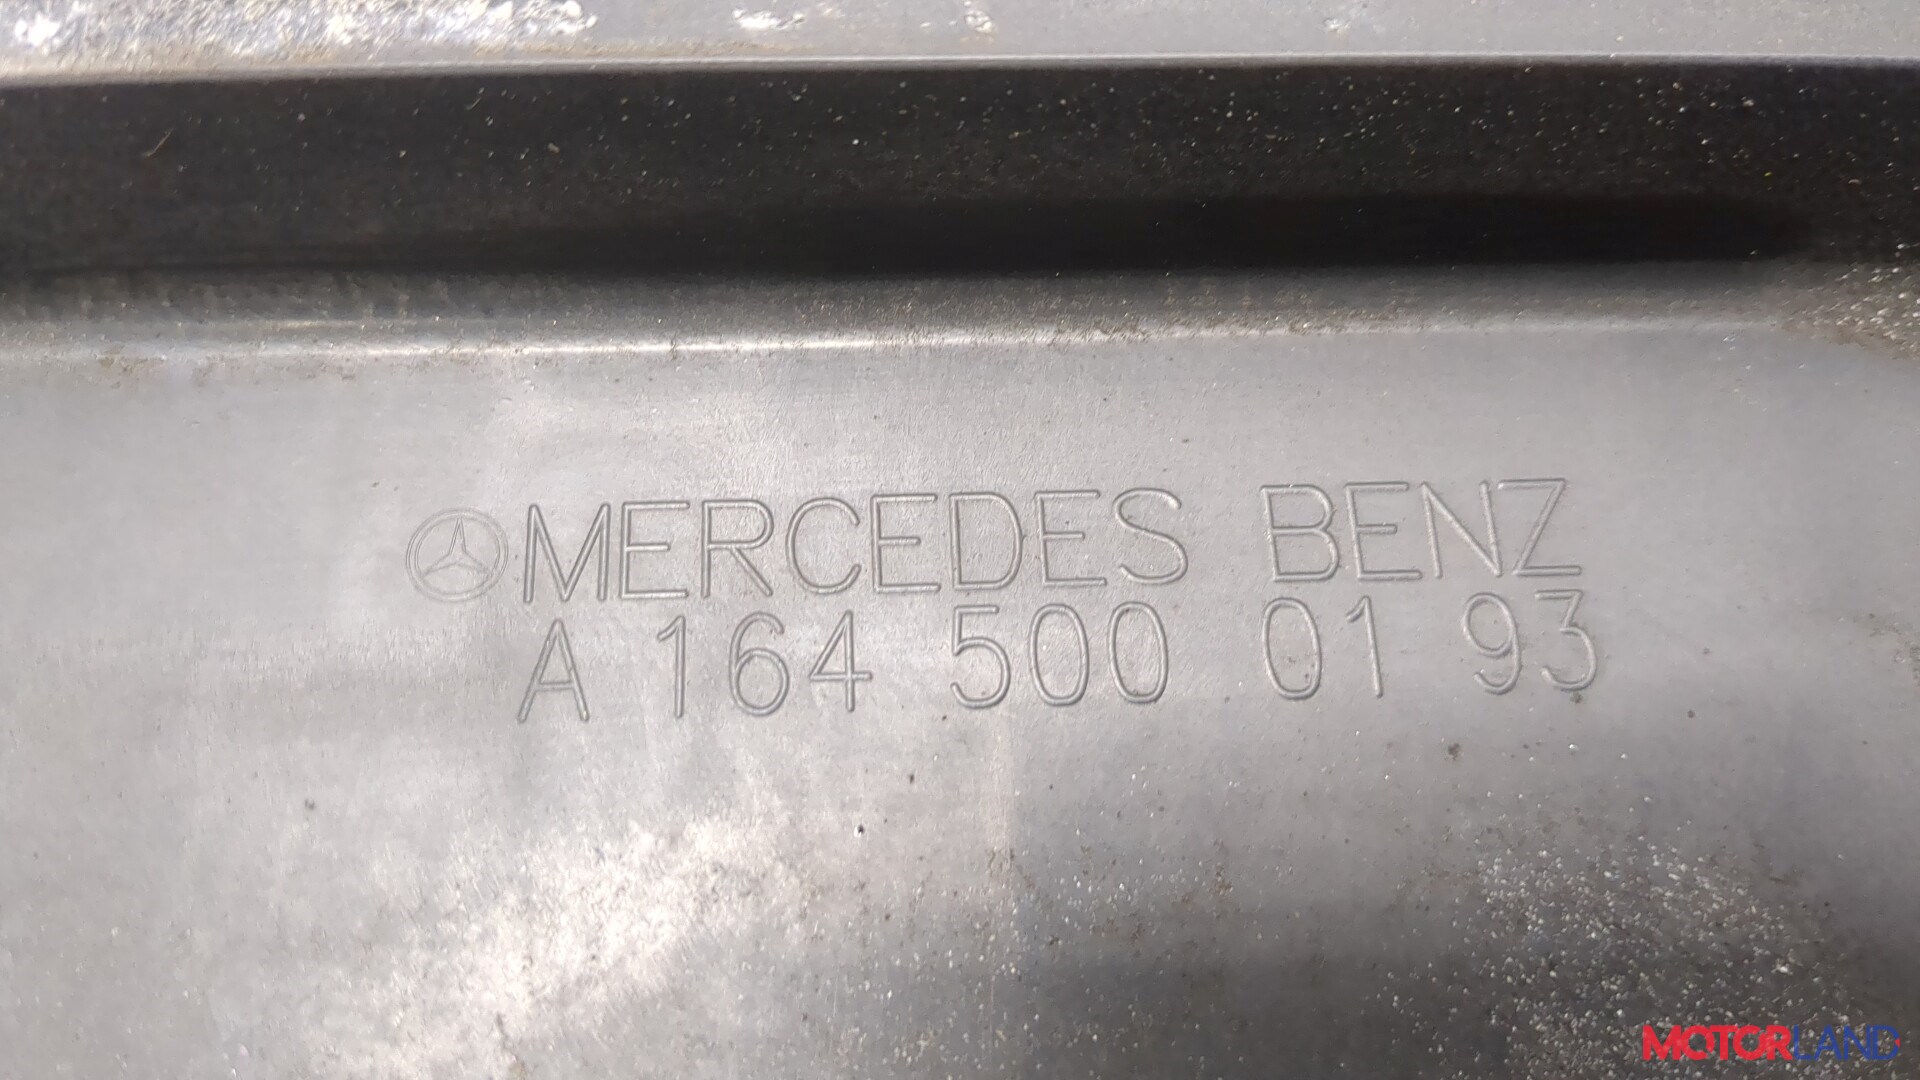 MERCEDES BENZ
A 164 500 01 93
MOTORLAND